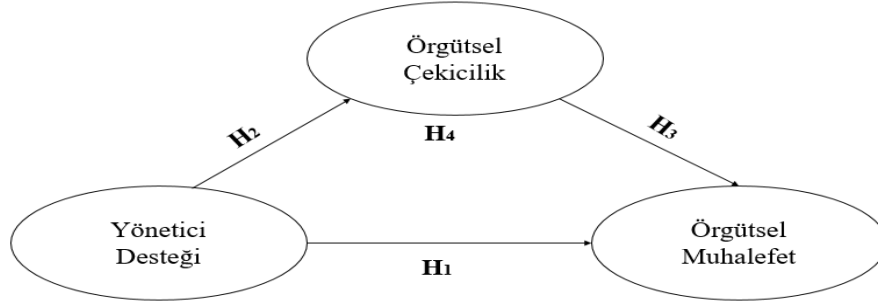 Örgütsel
Çekicilik
H2
H4
H3
Yönetici
Desteği
H1
Örgütsel
Muhalefet